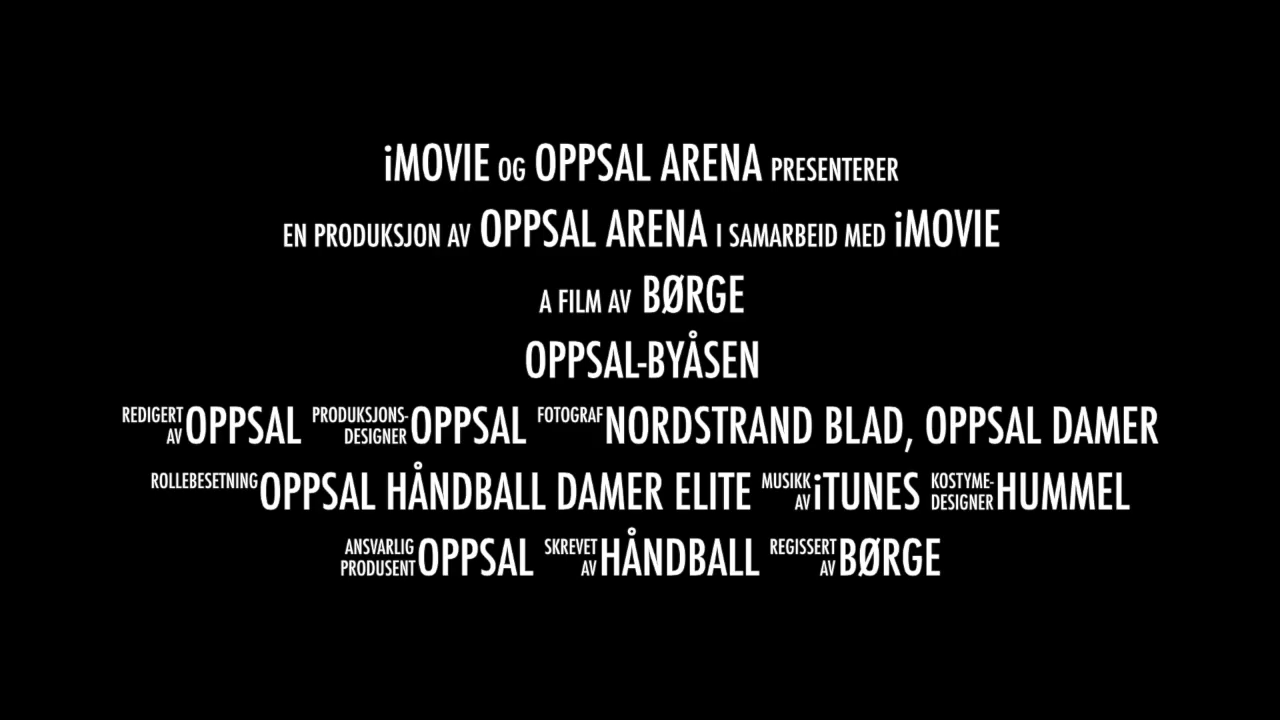 iMOVIE OG OPPSAL ARENA PRESENTERER
EN PRODUKSJON AV OPPSAL ARENA I SAMARBEID MED iMOVIE
A FILM AV BØRGE
OPPSAL-BYÅSEN
REDIGERT AV OPPSAL PRODUKSJONS-DESIGNER OPPSAL FOTOGRAF NORDSTRAND BLAD, OPPSAL DAMER
ROLLEBESETNING OPPSAL HÅNDBALL DAMER ELITE MUSIKK AV iTUNES KOSTYME-DESIGNER HUMMEL
ANSVARLIG PRODUSENT OPPSAL SKREVET AV HÅNDBALL REGISSERT AV BØRGE